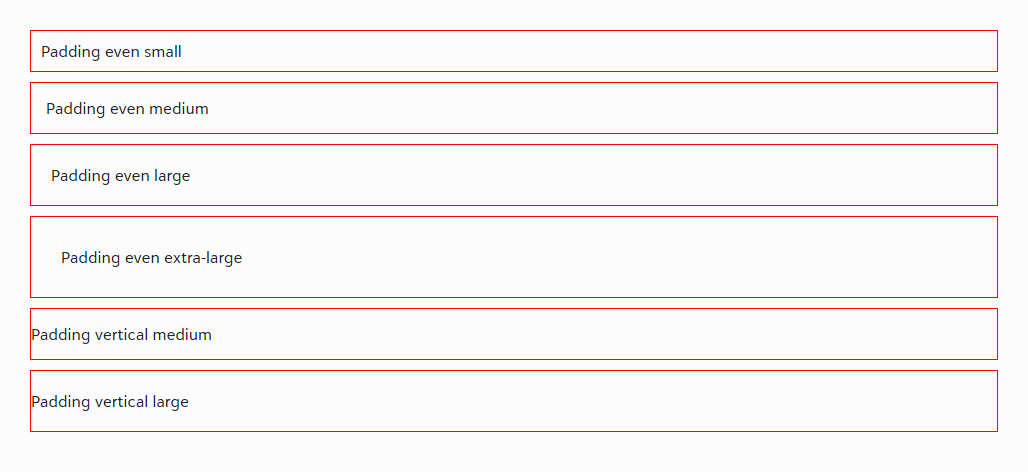 Padding even small
Padding even medium
Padding even large
Padding even extra-large
Padding vertical medium
Padding vertical large